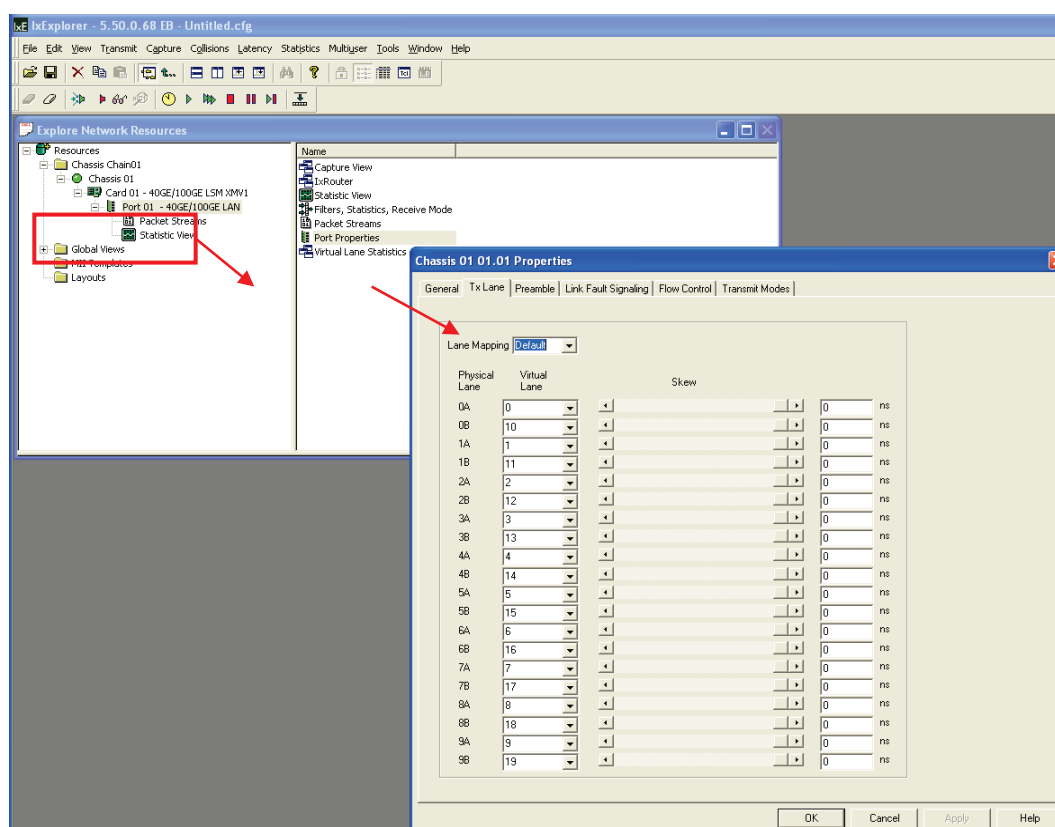 IxE IxExplorer - 5.50.0.68 EB - Untitled.cfg
File Edit View Transmit Capture Collisions Latency Statistics Multiuser Tools Window Help
Explore Network Resources
Resources
Chassis Chain01
Chassis 01
Card 01 - 40GE/100GE LSM XMV1
Port 01 - 40GE/100GE LAN
Packet Streams
Statistic View
Global Views
MII Templates
Layouts
Name
Capture View
IxRouter
Statistic View
Filters, Statistics, Receive Mode
Packet Streams
Port Properties
Virtual Lane Statistics
Chassis 01 01.01 Properties
General Tx Lane Preamble Link Fault Signaling Flow Control Transmit Modes
Lane Mapping Default
Physical Lane Virtual Lane Skew
0A 0 0 ns
0B 10 0 ns
1A 1 0 ns
1B 11 0 ns
2A 2 0 ns
2B 12 0 ns
3A 3 0 ns
3B 13 0 ns
4A 4 0 ns
4B 14 0 ns
5A 5 0 ns
5B 15 0 ns
6A 6 0 ns
6B 16 0 ns
7A 7 0 ns
7B 17 0 ns
8A 8 0 ns
8B 18 0 ns
9A 9 0 ns
9B 19 0 ns
OK Cancel Apply Help